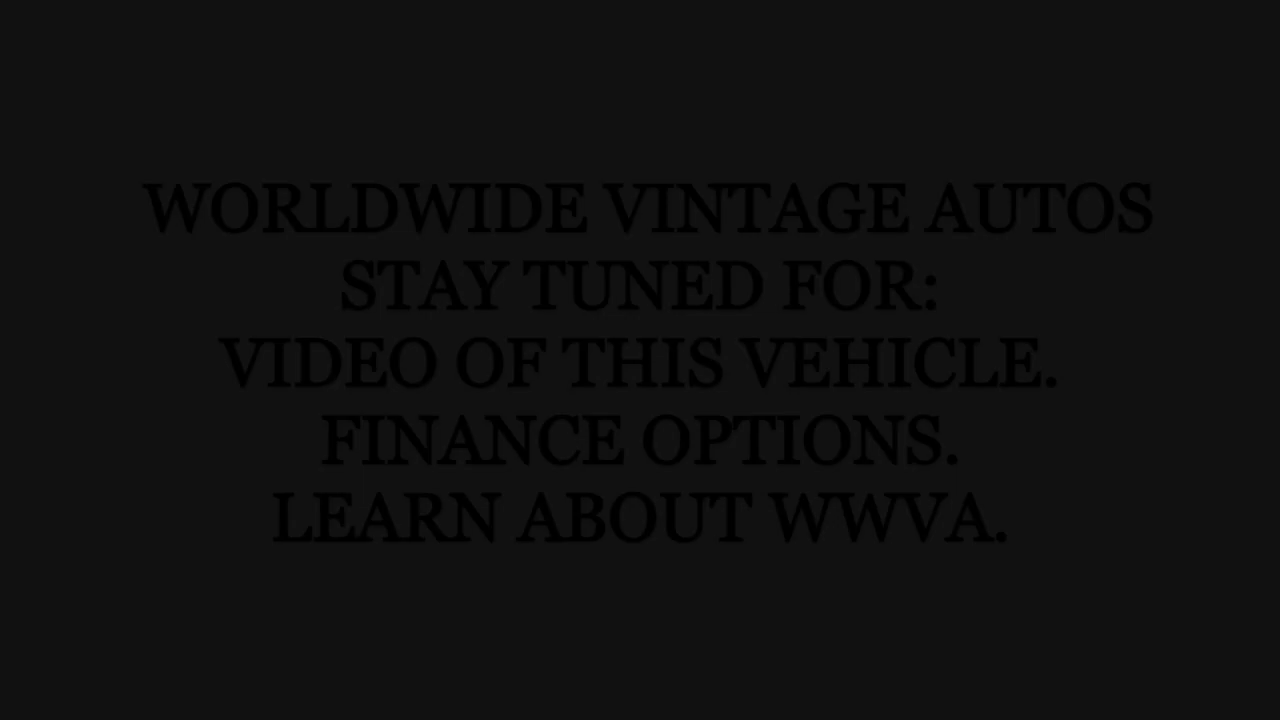 WORLDWIDE VINTAGE AUTOS
STAY TUNED FOR:
VIDEO OF THIS VEHICLE.
FINANCE OPTIONS.
LEARN ABOUT WWVA.